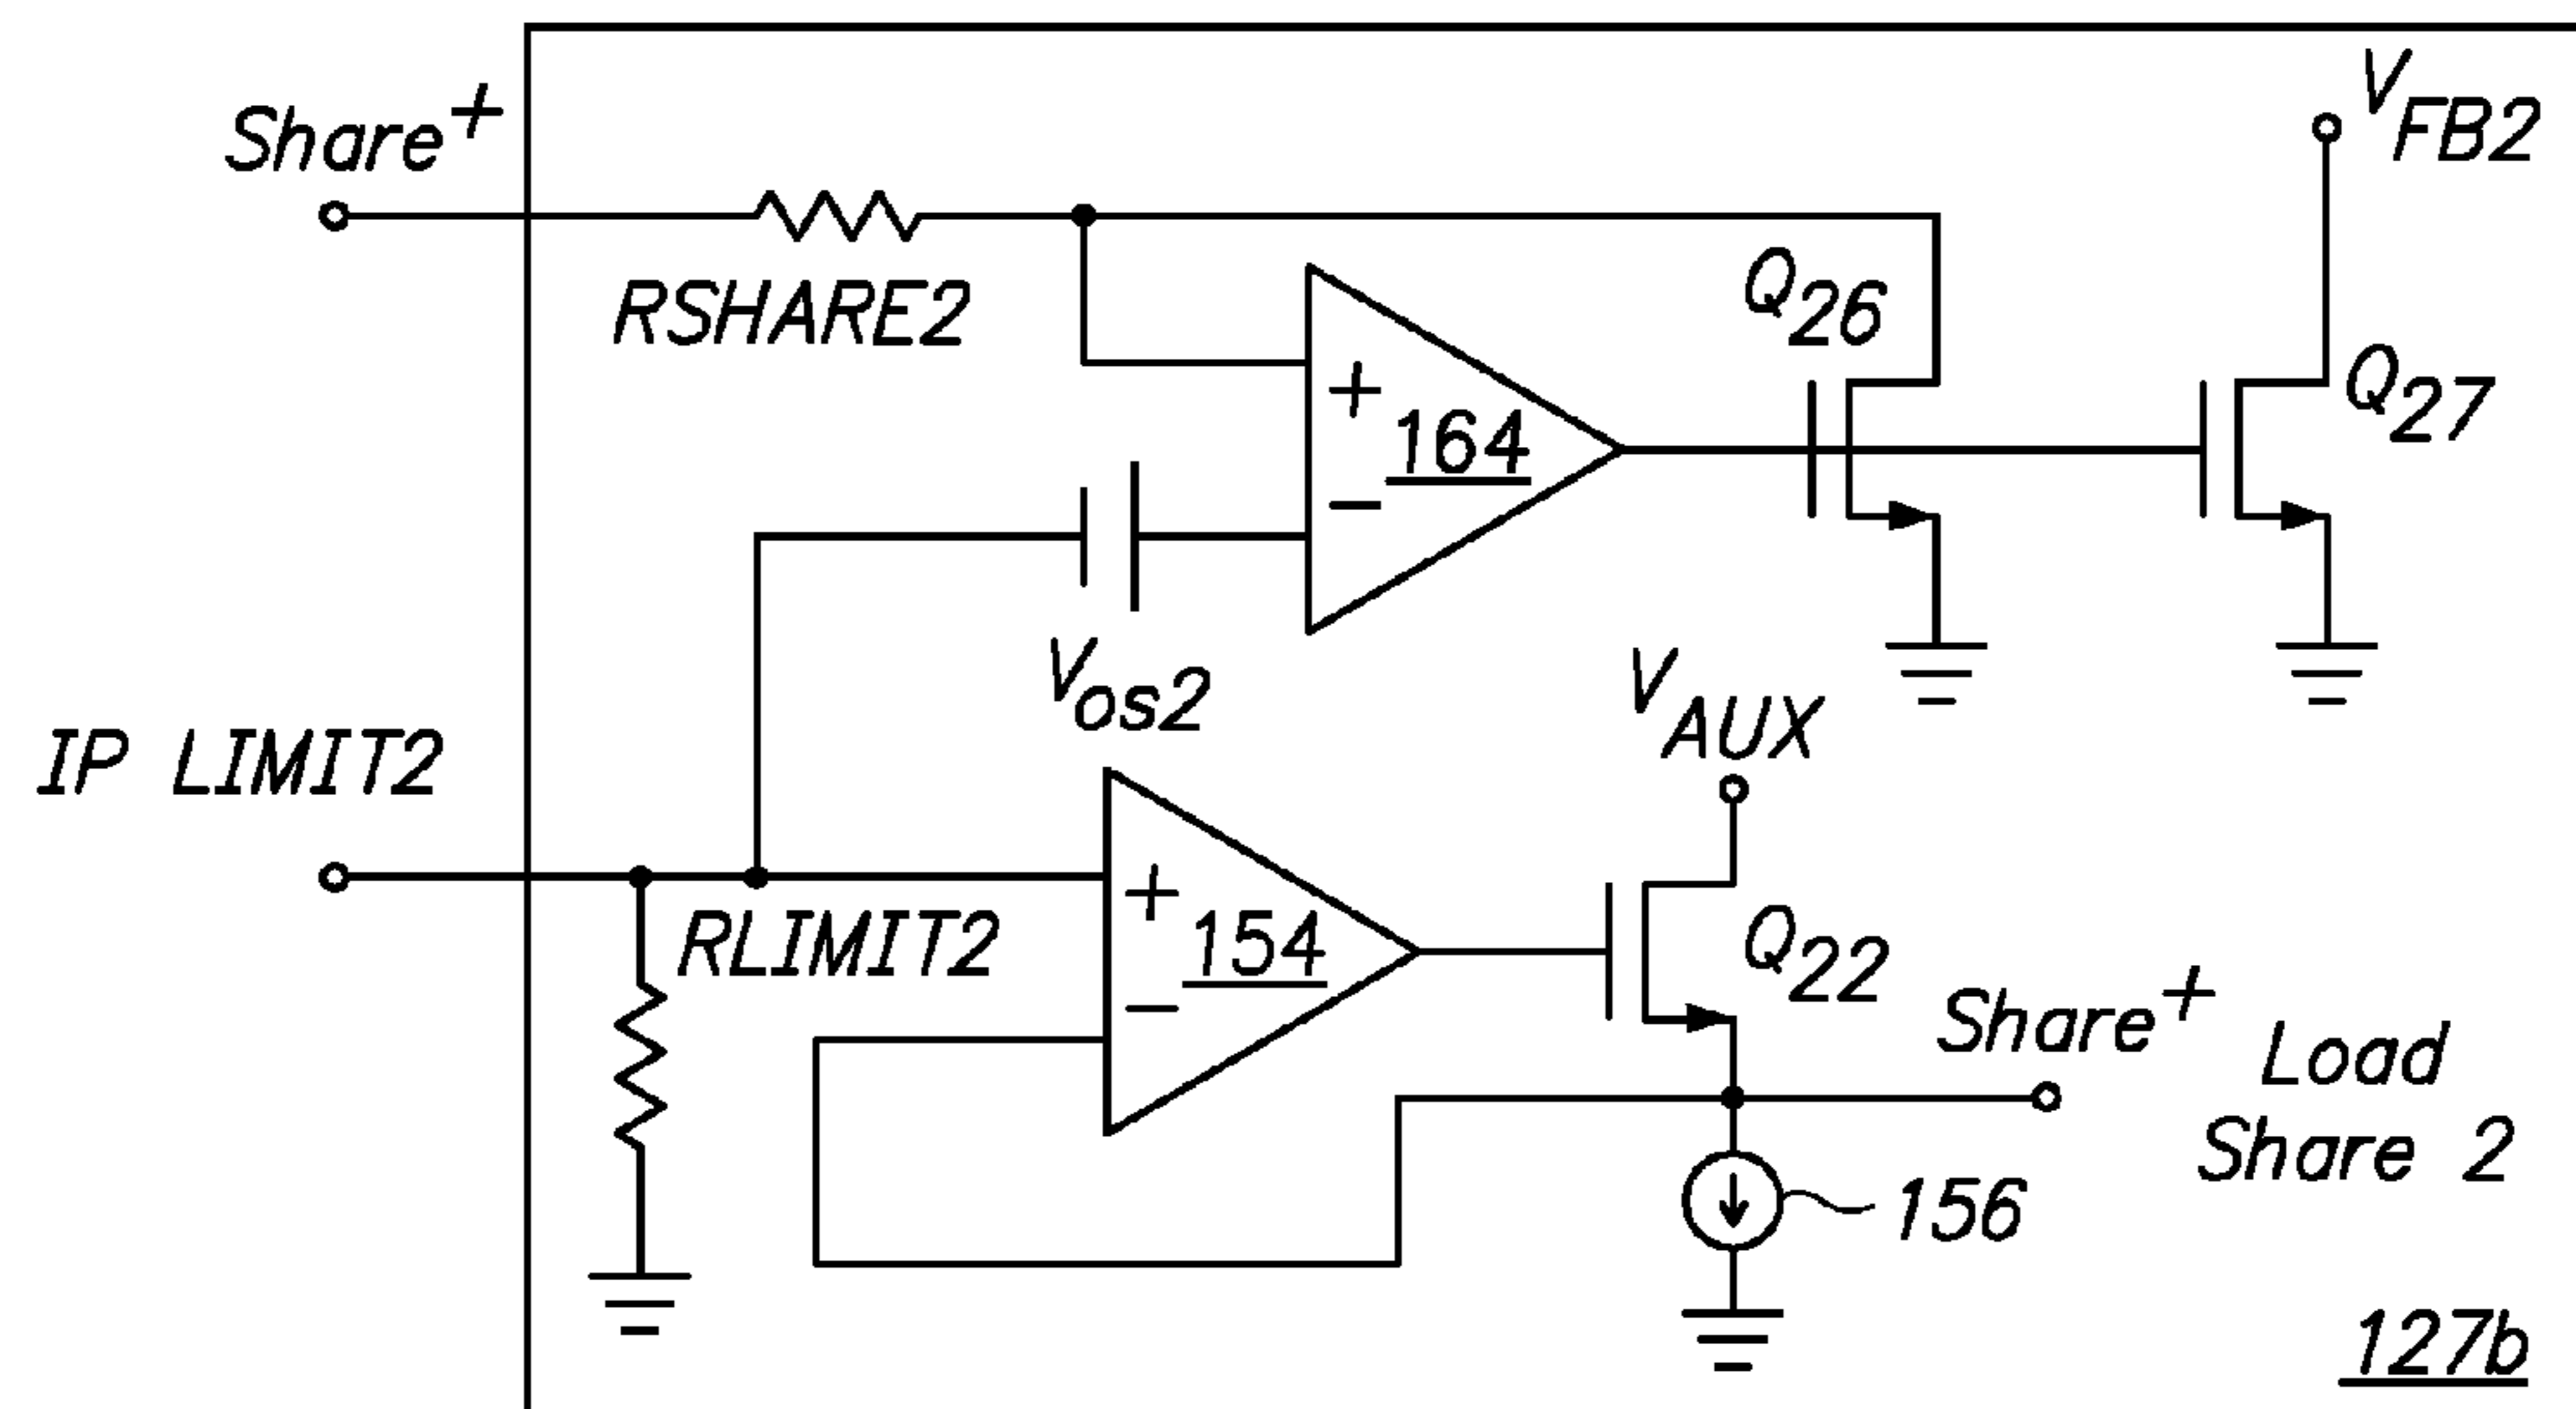 Share+
VFB2
RSHARE2
Q26
Q27
+
164
−
Vos2
VAUX
IP LIMIT2
RLIMIT2
+
154
−
Q22
Share+
Load
Share 2
156
127b